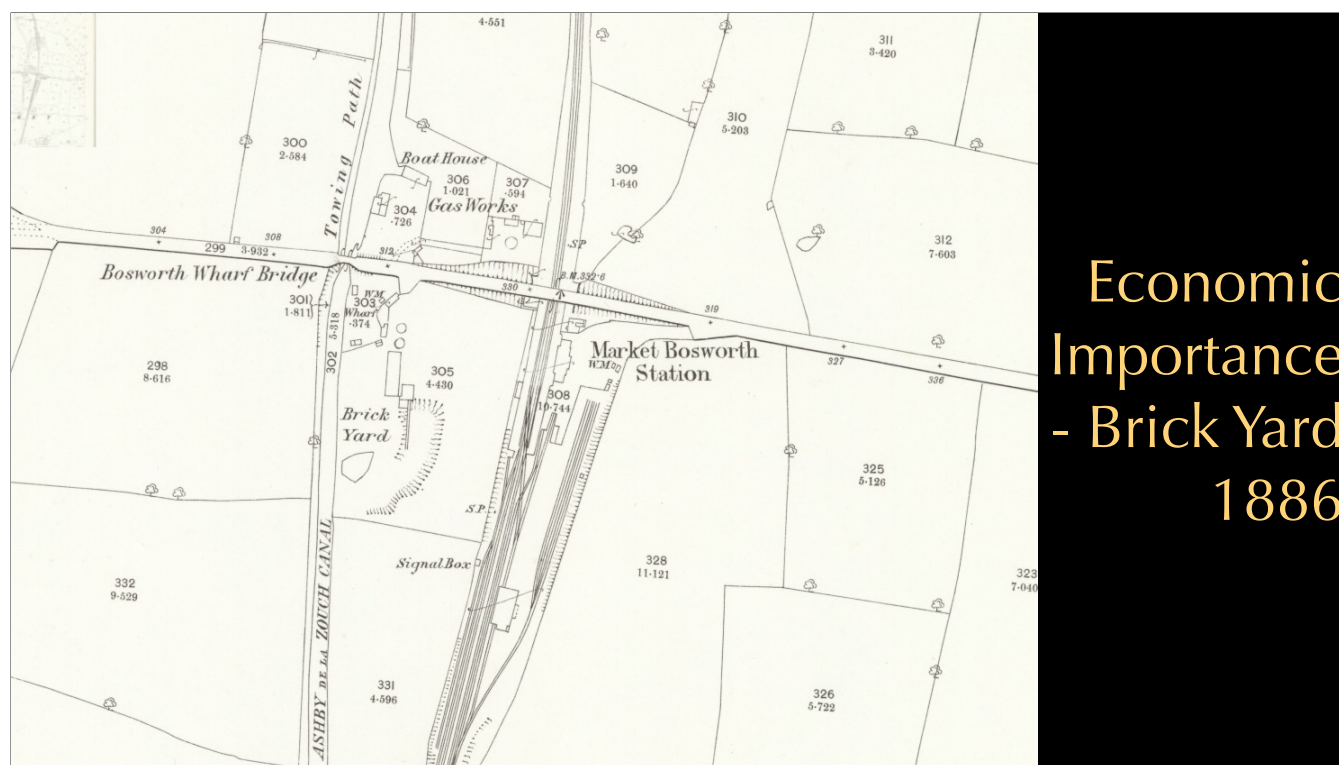 4·551
311
3·420
Towing Path
300
2·584
310
5·203
Boat House
306
1·021
307
·594
309
1·640
304
·726
Gas Works
304
308
299
3·932
312
S.P
312
7·603
Bosworth Wharf Bridge
B.M.332·6
330
319
301
1·811
W.M.
303
Wharf
·374
302
5·318
327
336
Market Bosworth
Station
W.M.
298
8·616
305
4·430
308
10·744
Brick
Yard
325
5·126
S.P.
Signal Box
328
11·121
323
7·040
332
9·529
ASHBY DE LA ZOUCH CANAL
331
4·596
326
5·722
Economic
Importance
- Brick Yard
1886